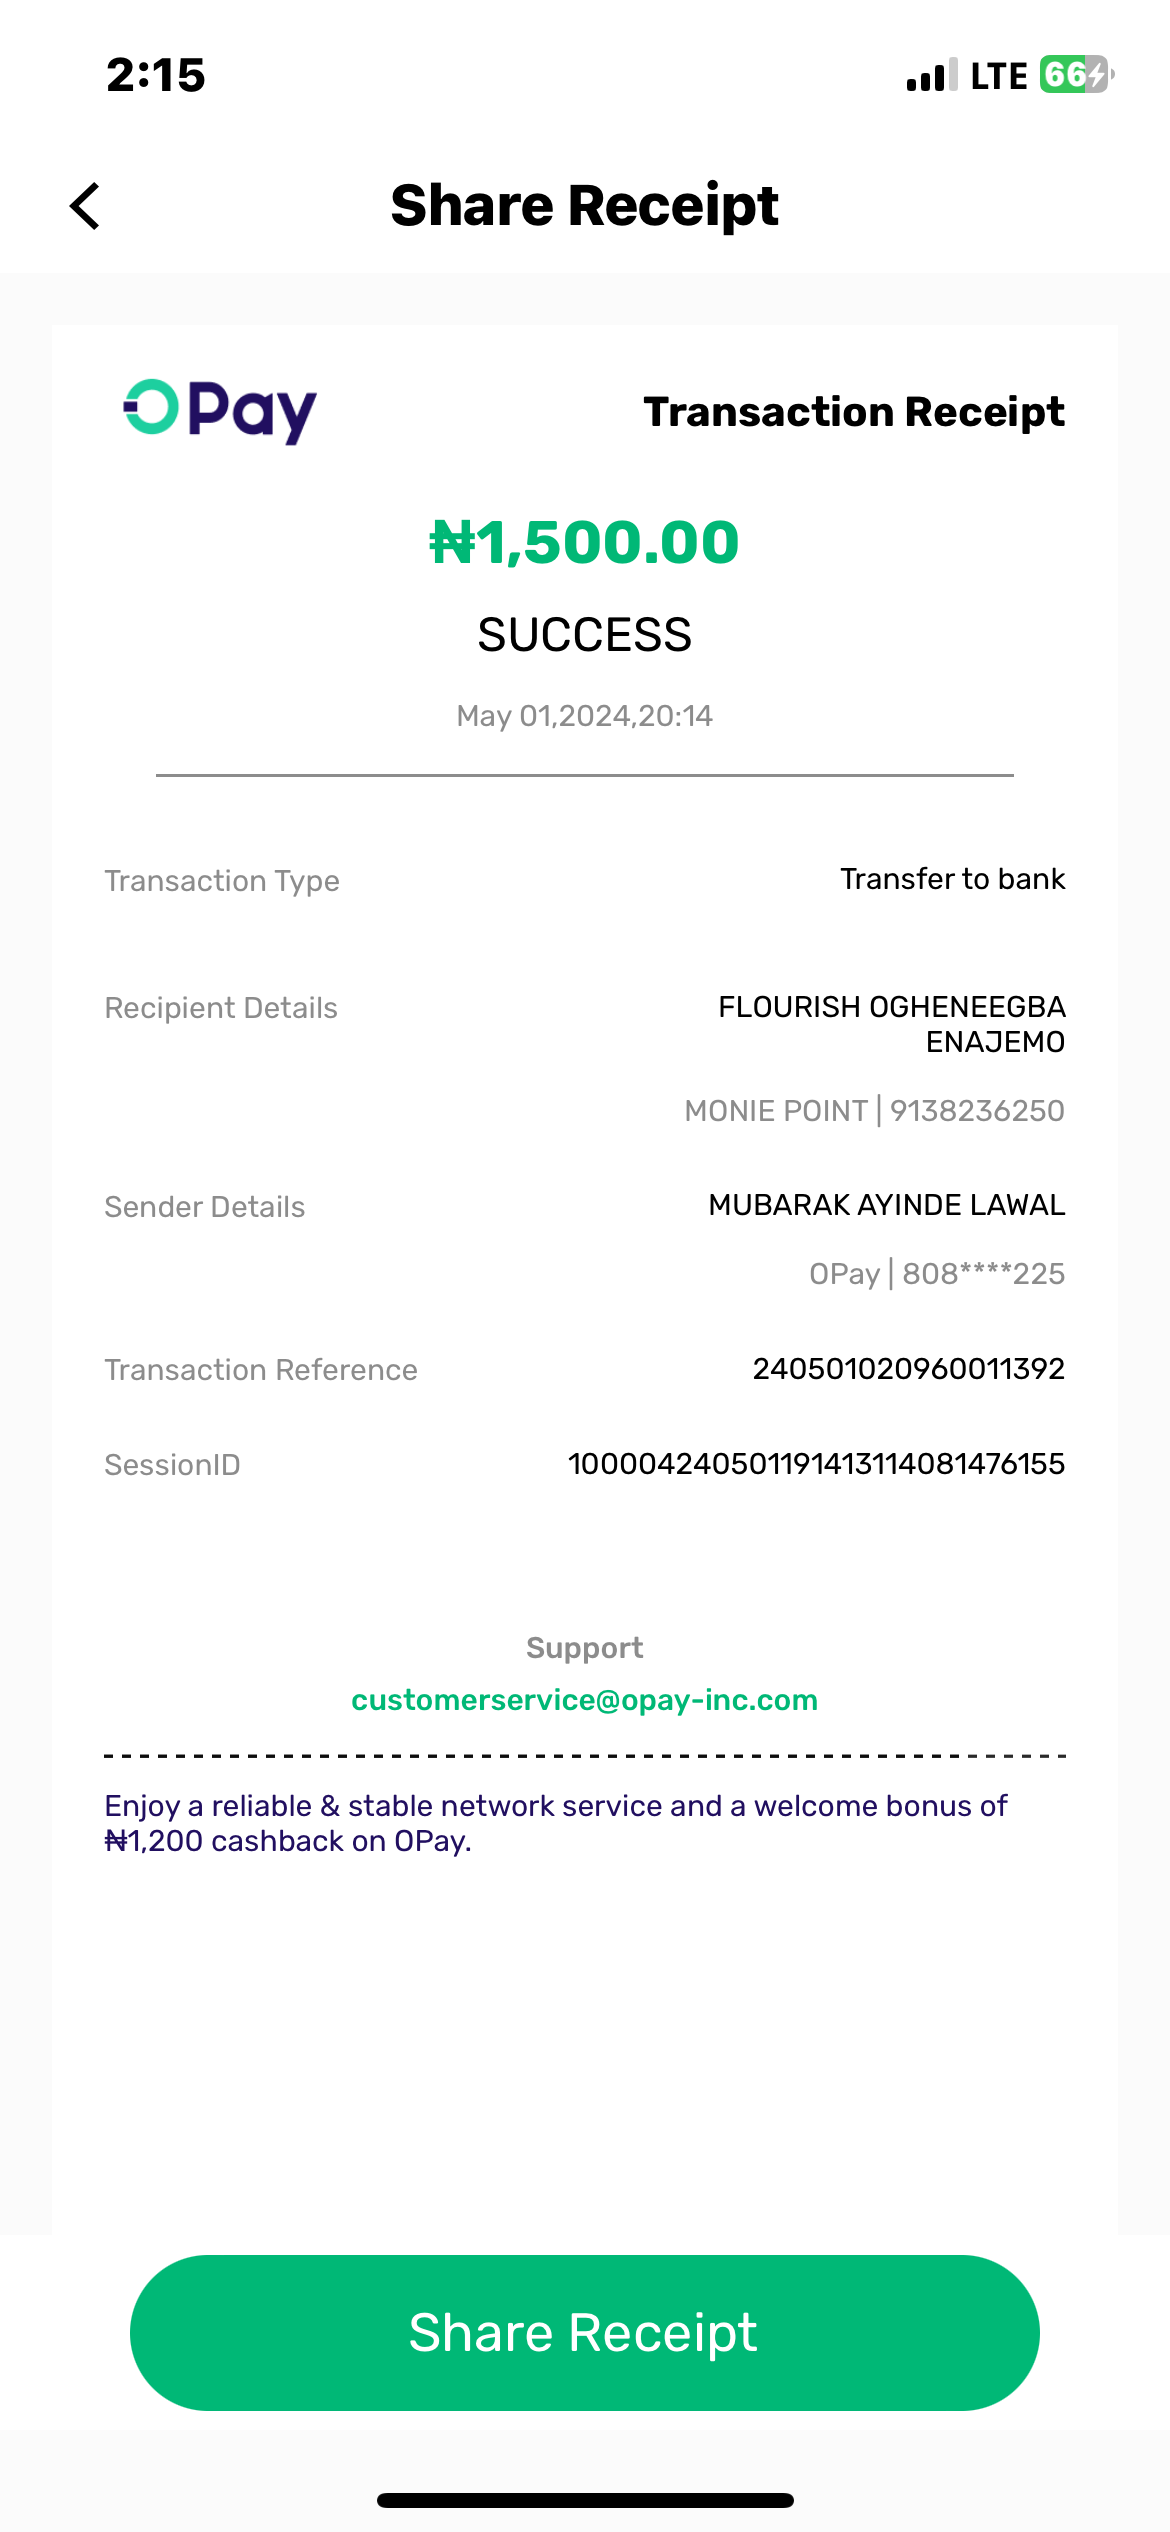 2:15
LTE 66
Share Receipt
OPay
Transaction Receipt
₦1,500.00
SUCCESS
May 01,2024,20:14
Transaction Type
Transfer to bank
Recipient Details
FLOURISH OGHENEEGBA
ENAJEMO
MONIE POINT | 9138236250
Sender Details
MUBARAK AYINDE LAWAL
OPay | 808****225
Transaction Reference
240501020960011392
SessionID
100004240501191413114081476155
Support
customerservice@opay-inc.com
Enjoy a reliable & stable network service and a welcome bonus of
₦1,200 cashback on OPay.
Share Receipt